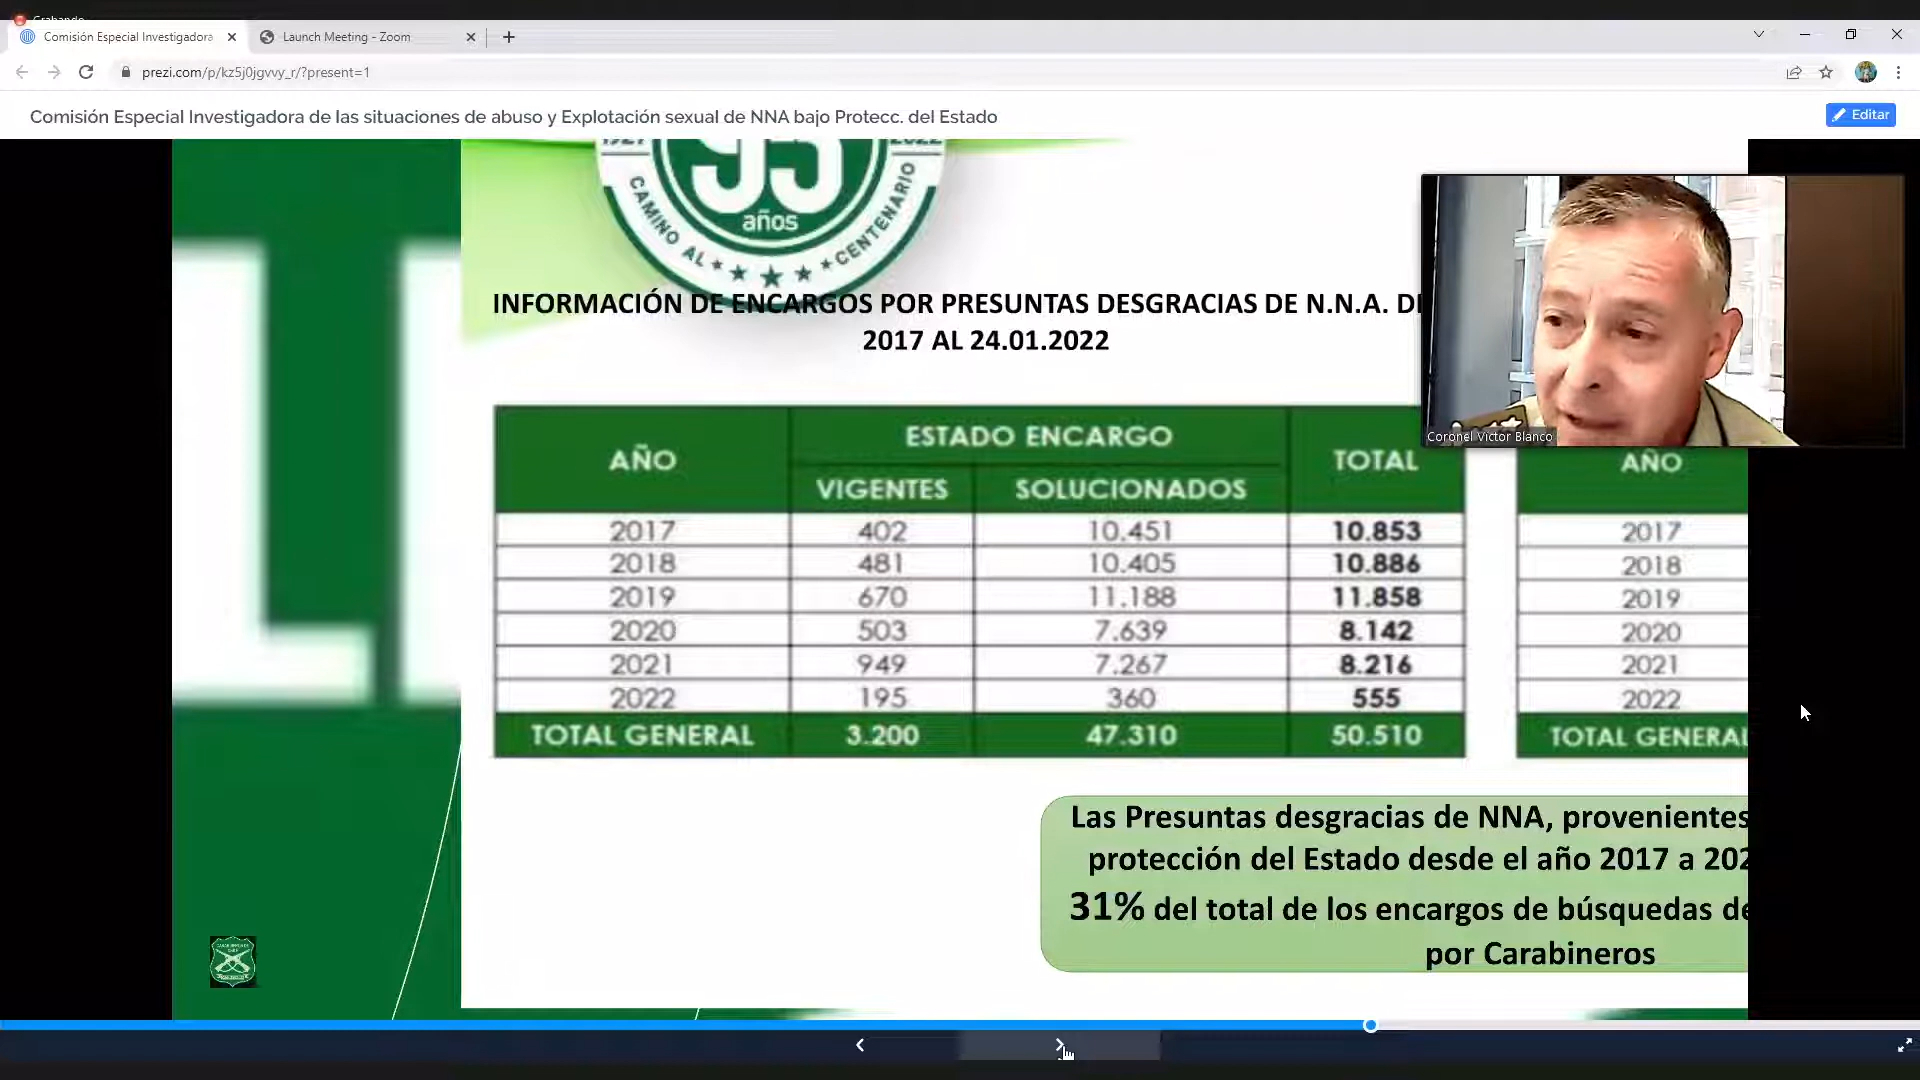 Grabando
Comisión Especial Investigadora
Launch Meeting - Zoom
prezi.com/p/kz5j0jgvvy_r/?present=1
Comisión Especial Investigadora de las situaciones de abuso y Explotación sexual de NNA bajo Protecc. del Estado
Editar
1927 95 2022
años
CAMINO AL CENTENARIO
INFORMACIÓN DE ENCARGOS POR PRESUNTAS DESGRACIAS DE N.N.A.
2017 AL 24.01.2022
Coronel Victor Blanco
AÑO ESTADO ENCARGO TOTAL
VIGENTES SOLUCIONADOS
2017 402 10.451 10.853
2018 481 10.405 10.886
2019 670 11.188 11.858
2020 503 7.639 8.142
2021 949 7.267 8.216
2022 195 360 555
TOTAL GENERAL 3.200 47.310 50.510
AÑO
2017
2018
2019
2020
2021
2022
TOTAL GENERAL
Las Presuntas desgracias de NNA, provenientes
protección del Estado desde el año 2017 a 202
31% del total de los encargos de búsquedas de
por Carabineros